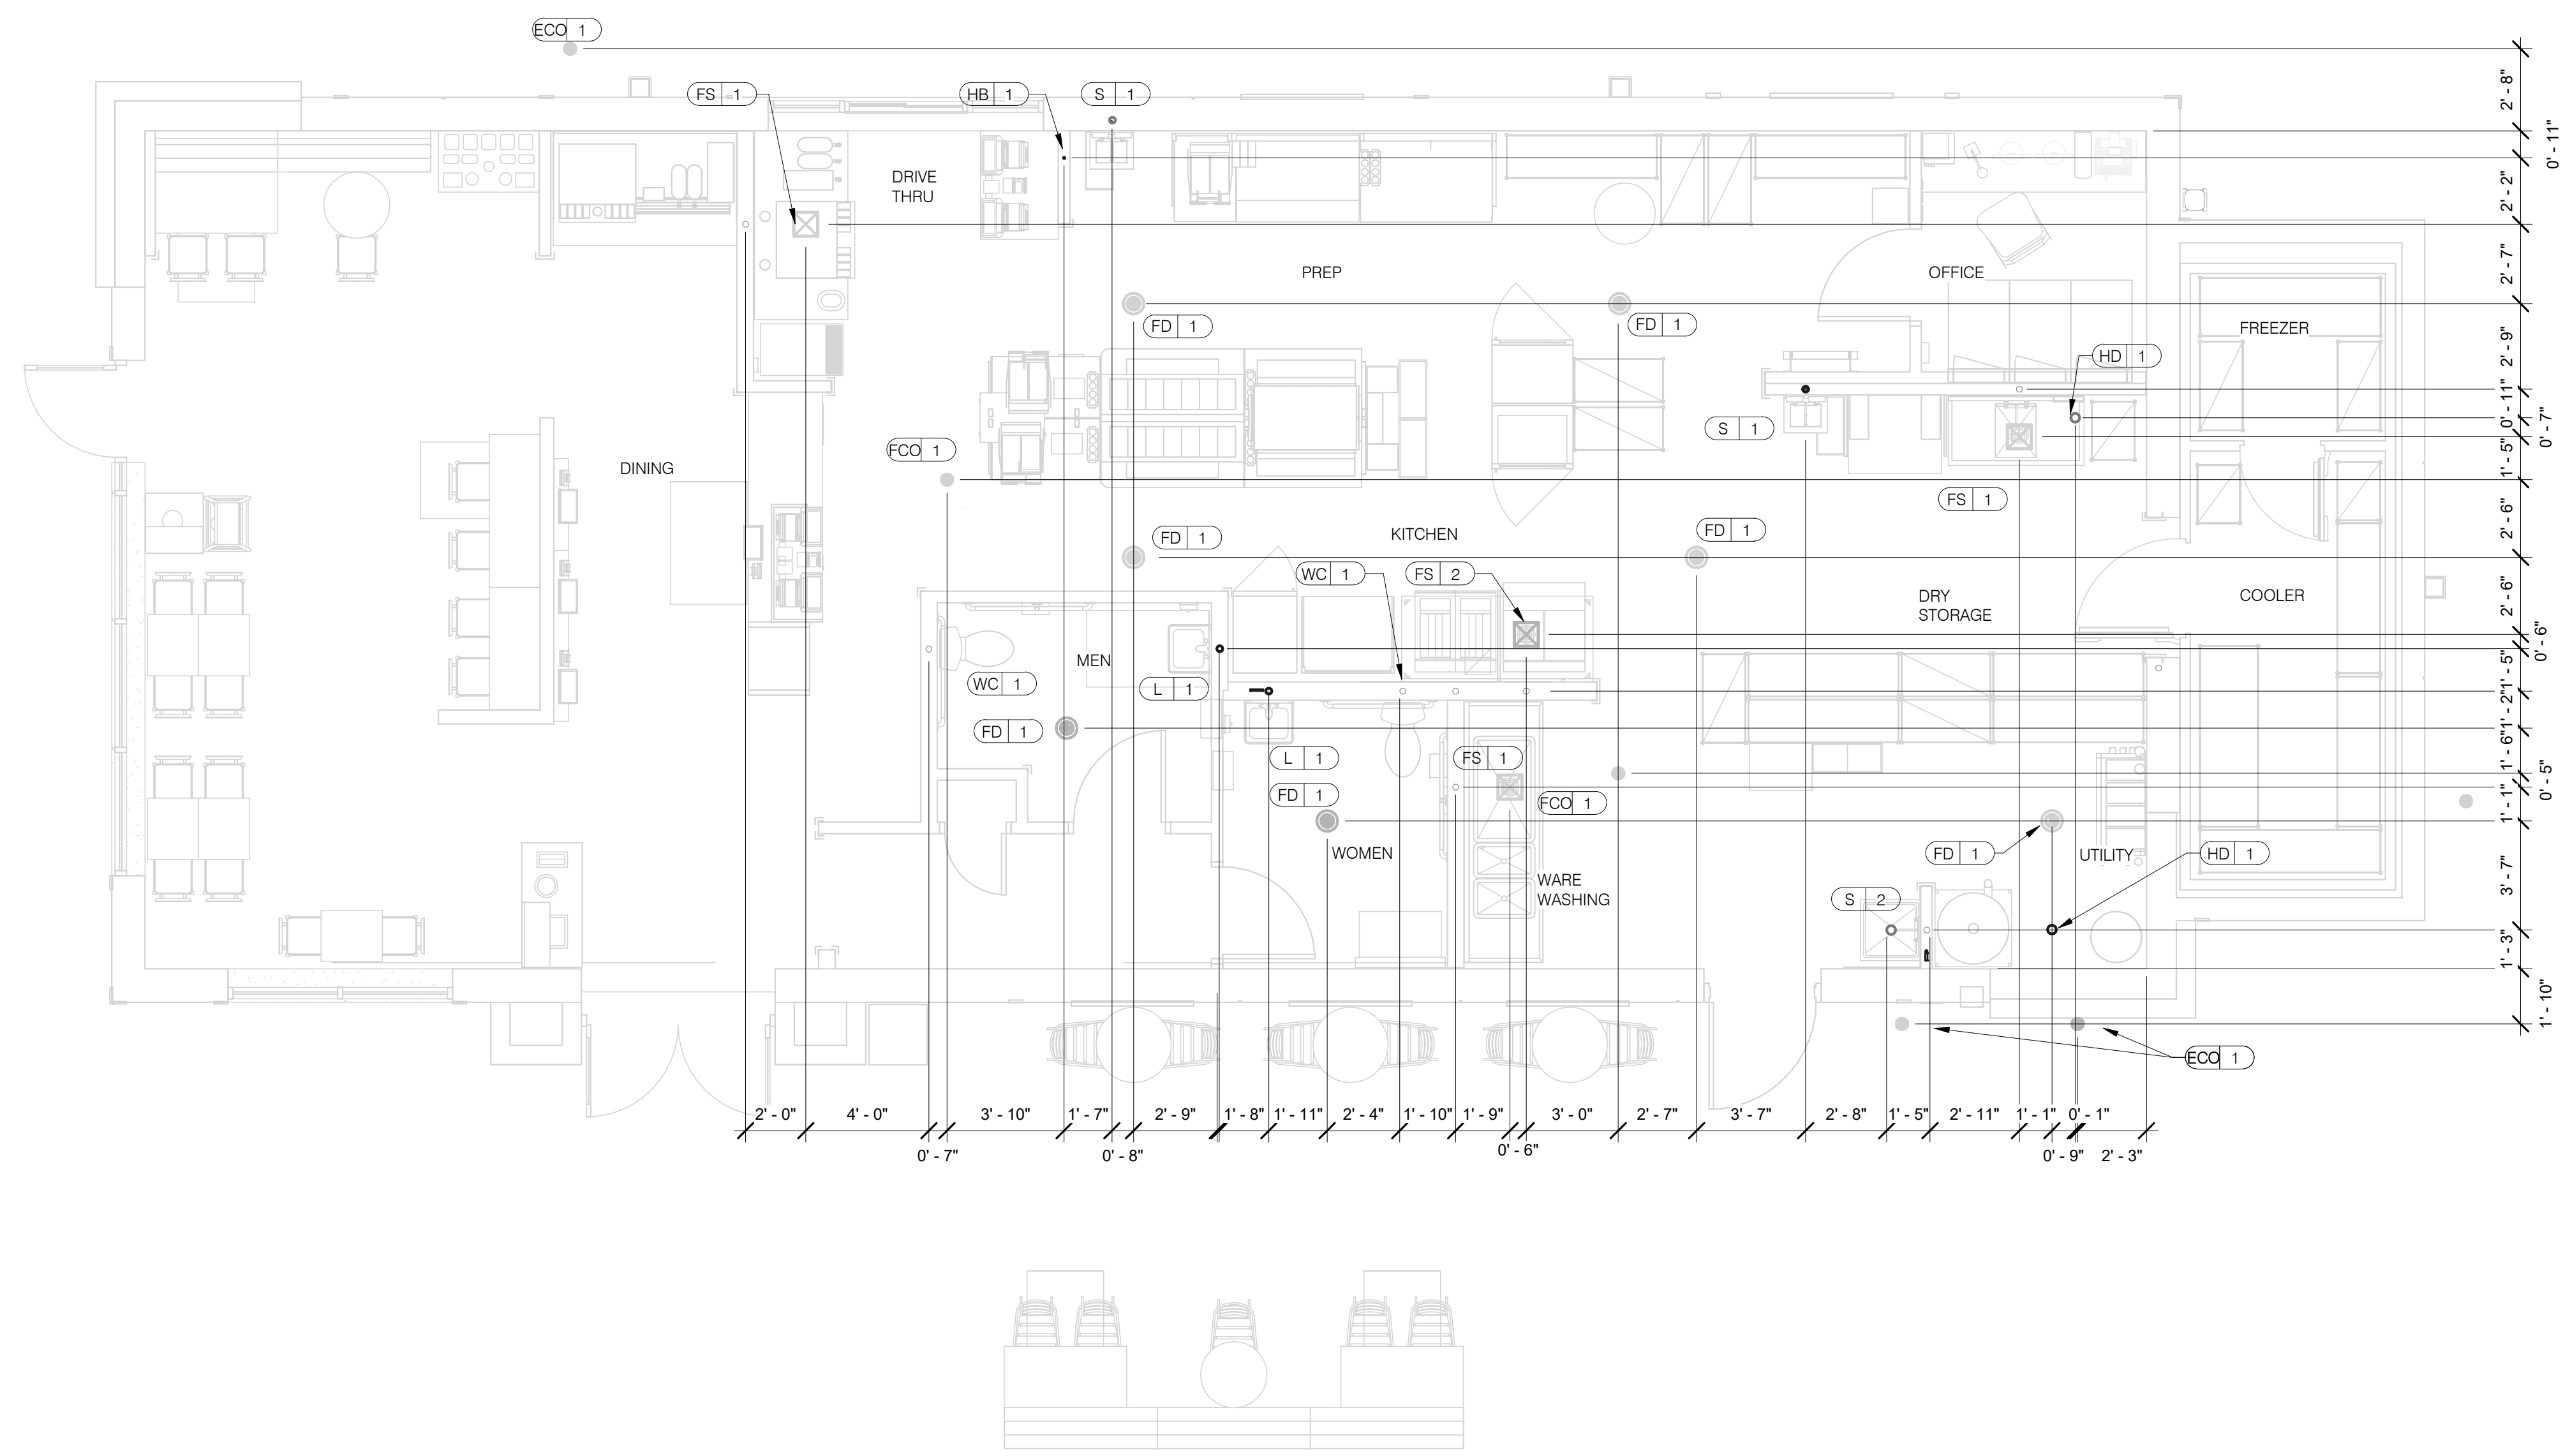 ECO 1
FS 1
HB 1
S 1
2' - 8"
0' - 11"
DRIVE
THRU
2' - 2"
PREP
OFFICE
2' - 7"
FD 1
FD 1
FREEZER
HD 1
2' - 9"
S 1
0' - 11"
0' - 7"
FCO 1
DINING
1' - 5"
FS 1
FD 1
KITCHEN
FD 1
2' - 6"
WC 1
FS 2
DRY
STORAGE
COOLER
2' - 6"
0' - 6"
MEN
WC 1
L 1
1' - 5"
1' - 2"
FD 1
L 1
FS 1
1' - 6"
0' - 5"
FD 1
FCO 1
1' - 1"
WOMEN
FD 1
UTILITY
HD 1
WARE
WASHING
S 2
3' - 7"
1' - 3"
1' - 10"
ECO 1
2' - 0"
4' - 0"
3' - 10"
1' - 7"
2' - 9"
1' - 8"
1' - 11"
2' - 4"
1' - 10"
1' - 9"
3' - 0"
2' - 7"
3' - 7"
2' - 8"
1' - 5"
2' - 11"
1' - 1"
0' - 1"
0' - 7"
0' - 8"
0' - 6"
0' - 9"
2' - 3"